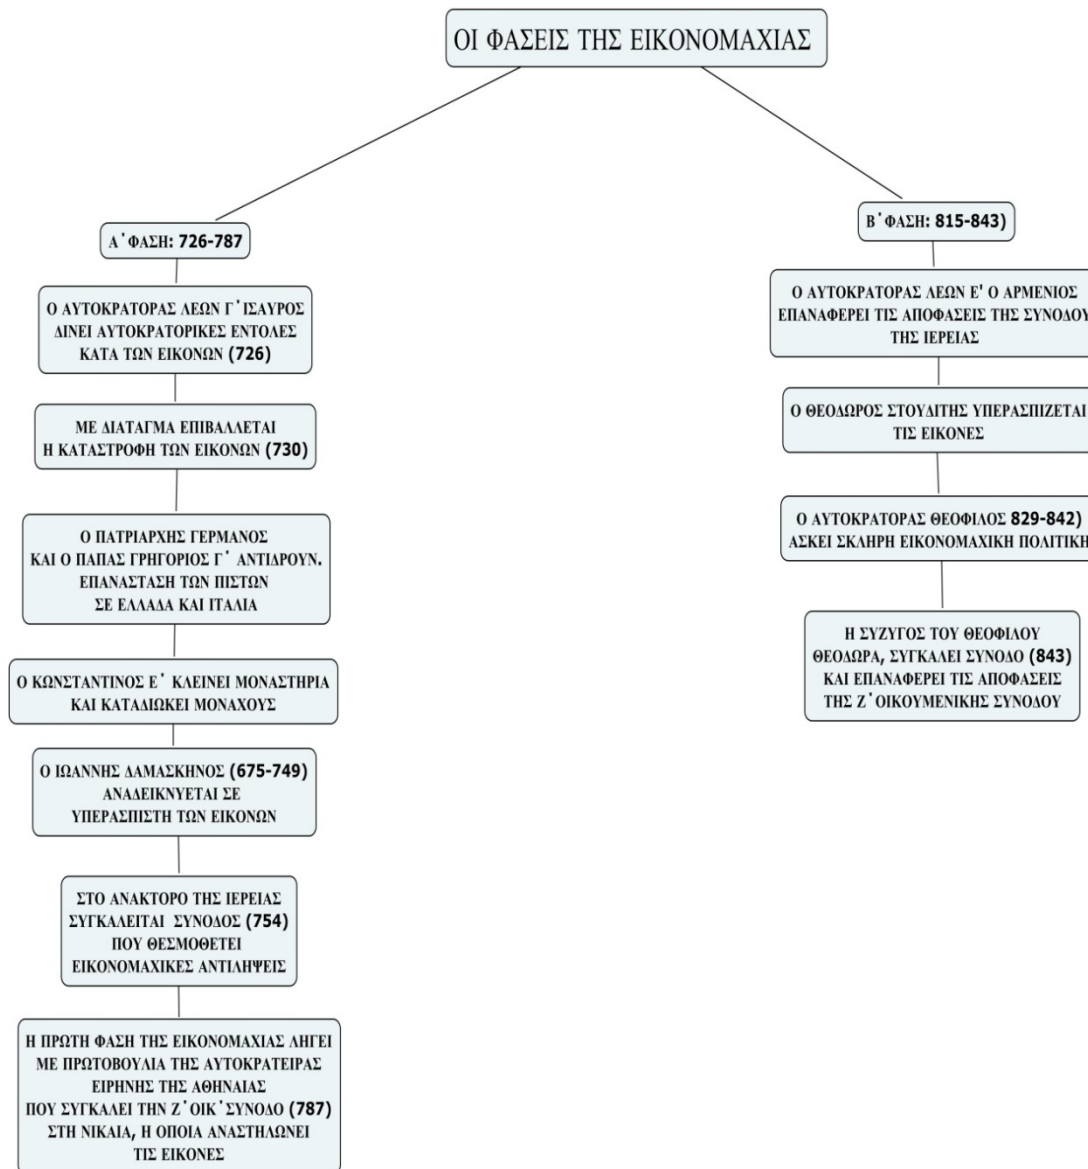 ΟΙ ΦΑΣΕΙΣ ΤΗΣ ΕΙΚΟΝΟΜΑΧΙΑΣ
Α΄ΦΑΣΗ: 726-787
Ο ΑΥΤΟΚΡΑΤΟΡΑΣ ΛΕΩΝ Γ΄ΙΣΑΥΡΟΣ
ΔΙΝΕΙ ΑΥΤΟΚΡΑΤΟΡΙΚΕΣ ΕΝΤΟΛΕΣ
ΚΑΤΑ ΤΩΝ ΕΙΚΟΝΩΝ (726)
ΜΕ ΔΙΑΤΑΓΜΑ ΕΠΙΒΑΛΛΕΤΑΙ
Η ΚΑΤΑΣΤΡΟΦΗ ΤΩΝ ΕΙΚΟΝΩΝ (730)
Ο ΠΑΤΡΙΑΡΧΗΣ ΓΕΡΜΑΝΟΣ
ΚΑΙ Ο ΠΑΠΑΣ ΓΡΗΓΟΡΙΟΣ Γ΄ ΑΝΤΙΔΡΟΥΝ.
ΕΠΑΝΑΣΤΑΣΗ ΤΩΝ ΠΙΣΤΩΝ
ΣΕ ΕΛΛΑΔΑ ΚΑΙ ΙΤΑΛΙΑ
Ο ΚΩΝΣΤΑΝΤΙΝΟΣ Ε΄ ΚΛΕΙΝΕΙ ΜΟΝΑΣΤΗΡΙΑ
ΚΑΙ ΚΑΤΑΔΙΩΚΕΙ ΜΟΝΑΧΟΥΣ
Ο ΙΩΑΝΝΗΣ ΔΑΜΑΣΚΗΝΟΣ (675-749)
ΑΝΑΔΕΙΚΝΥΕΤΑΙ ΣΕ
ΥΠΕΡΑΣΠΙΣΤΗ ΤΩΝ ΕΙΚΟΝΩΝ
ΣΤΟ ΑΝΑΚΤΟΡΟ ΤΗΣ ΙΕΡΕΙΑΣ
ΣΥΓΚΑΛΕΙΤΑΙ ΣΥΝΟΔΟΣ (754)
ΠΟΥ ΘΕΣΜΟΘΕΤΕΙ
ΕΙΚΟΝΟΜΑΧΙΚΕΣ ΑΝΤΙΛΗΨΕΙΣ
Η ΠΡΩΤΗ ΦΑΣΗ ΤΗΣ ΕΙΚΟΝΟΜΑΧΙΑΣ ΛΗΓΕΙ
ΜΕ ΠΡΩΤΟΒΟΥΛΙΑ ΤΗΣ ΑΥΤΟΚΡΑΤΕΙΡΑΣ
ΕΙΡΗΝΗΣ ΤΗΣ ΑΘΗΝΑΙΑΣ
ΠΟΥ ΣΥΓΚΑΛΕΙ ΤΗΝ Ζ΄ΟΙΚ΄ΣΥΝΟΔΟ (787)
ΣΤΗ ΝΙΚΑΙΑ, Η ΟΠΟΙΑ ΑΝΑΣΤΗΛΩΝΕΙ
ΤΙΣ ΕΙΚΟΝΕΣ
Β΄ΦΑΣΗ: 815-843)
Ο ΑΥΤΟΚΡΑΤΟΡΑΣ ΛΕΩΝ Ε' Ο ΑΡΜΕΝΙΟΣ
ΕΠΑΝΑΦΕΡΕΙ ΤΙΣ ΑΠΟΦΑΣΕΙΣ ΤΗΣ ΣΥΝΟΔΟΥ
ΤΗΣ ΙΕΡΕΙΑΣ
Ο ΘΕΟΔΩΡΟΣ ΣΤΟΥΔΙΤΗΣ ΥΠΕΡΑΣΠΙΖΕΤΑΙ
ΤΙΣ ΕΙΚΟΝΕΣ
Ο ΑΥΤΟΚΡΑΤΟΡΑΣ ΘΕΟΦΙΛΟΣ 829-842)
ΑΣΚΕΙ ΣΚΛΗΡΗ ΕΙΚΟΝΟΜΑΧΙΚΗ ΠΟΛΙΤΙΚΗ
Η ΣΥΖΥΓΟΣ ΤΟΥ ΘΕΟΦΙΛΟΥ
ΘΕΟΔΩΡΑ, ΣΥΓΚΑΛΕΙ ΣΥΝΟΔΟ (843)
ΚΑΙ ΕΠΑΝΑΦΕΡΕΙ ΤΙΣ ΑΠΟΦΑΣΕΙΣ
ΤΗΣ Ζ΄ΟΙΚΟΥΜΕΝΙΚΗΣ ΣΥΝΟΔΟΥ